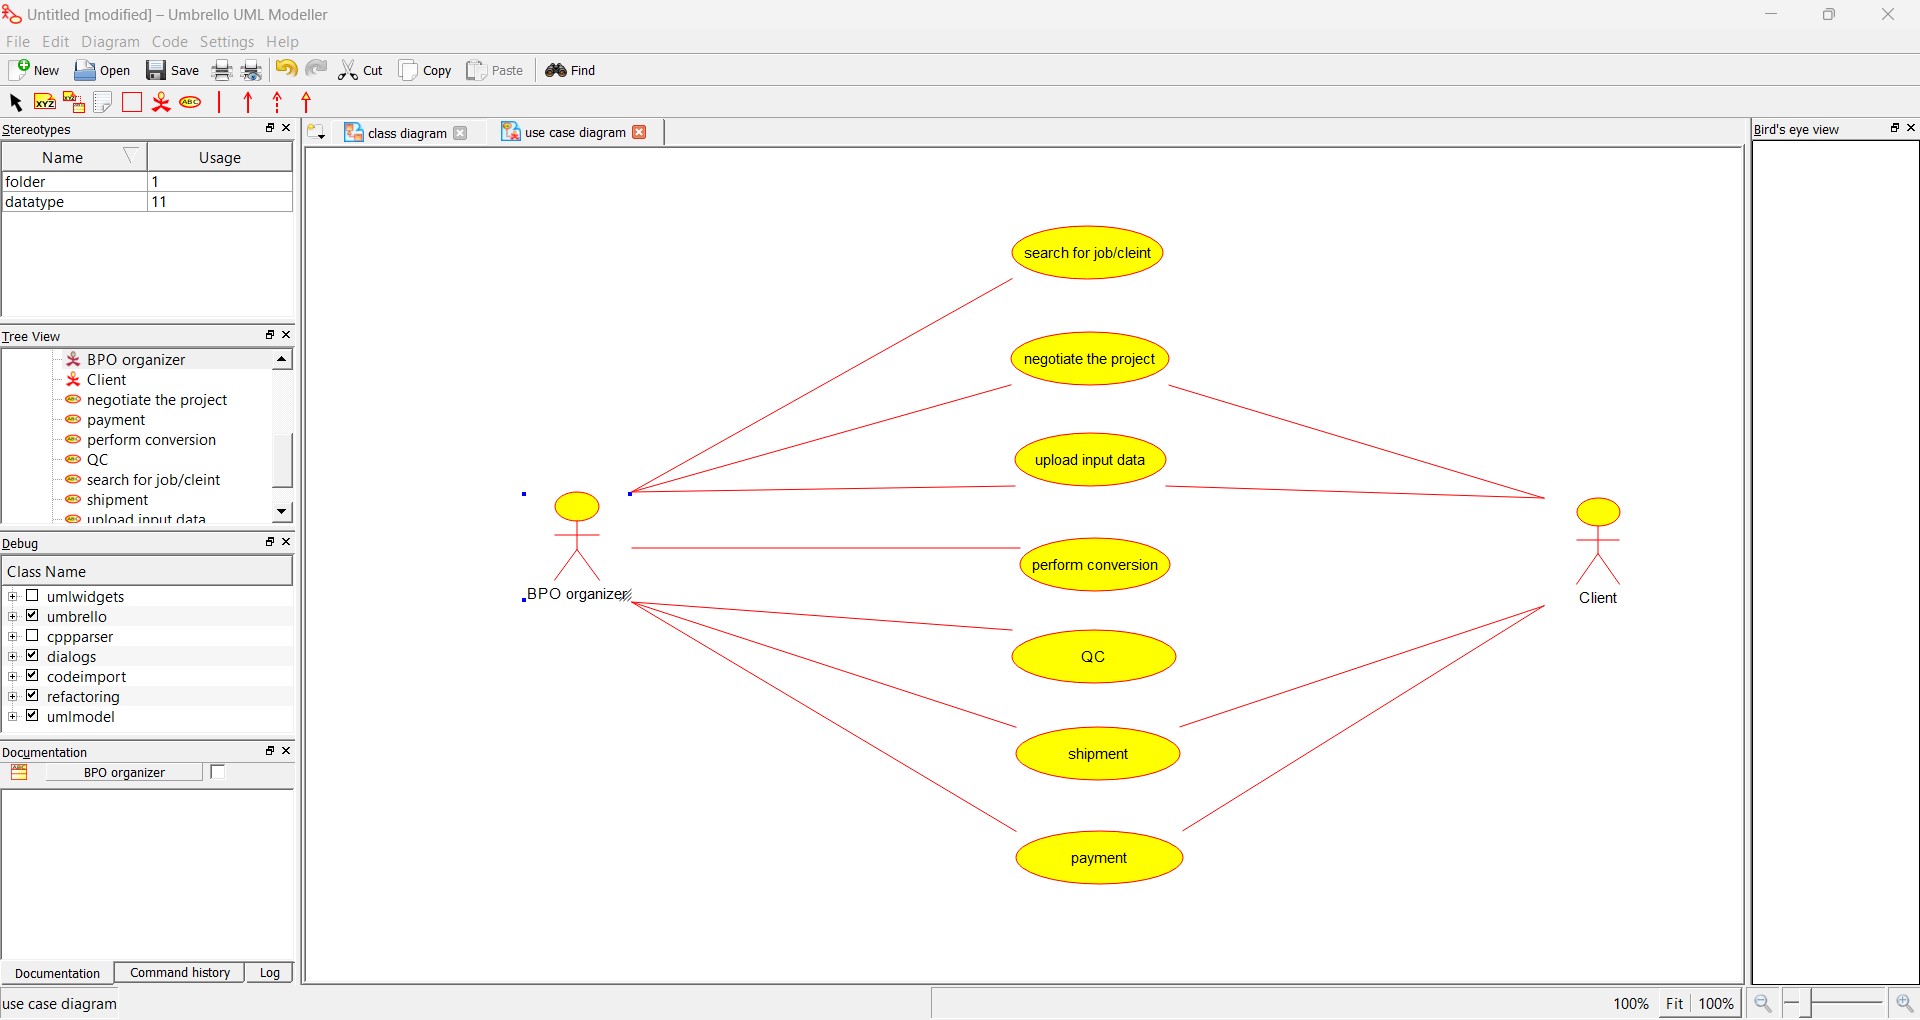 Untitled [modified] – Umbrello UML Modeller
File Edit Diagram Code Settings Help
New Open Save Cut Copy Paste Find
XYZ XYZ ABC
Stereotypes
Name Usage
folder 1
datatype 11
Tree View
BPO organizer
Client
negotiate the project
payment
perform conversion
QC
search for job/cleint
shipment
upload input data
Debug
Class Name
umlwidgets
umbrello
cppparser
dialogs
codeimport
refactoring
umlmodel
Documentation
BPO organizer
Documentation Command history Log
use case diagram
class diagram use case diagram
search for job/cleint
negotiate the project
upload input data
perform conversion
QC
shipment
payment
BPO organizer
Client
Bird's eye view
100% Fit 100%